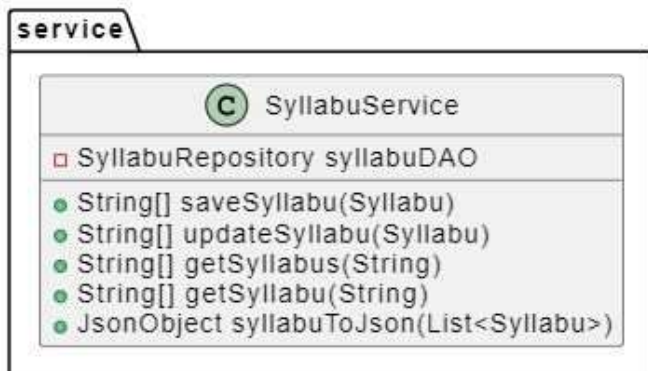 service
C SyllabuService
SyllabuRepository syllabuDAO
String[] saveSyllabu(Syllabu)
String[] updateSyllabu(Syllabu)
String[] getSyllabus(String)
String[] getSyllabu(String)
JsonObject syllabuToJson(List<Syllabu>)